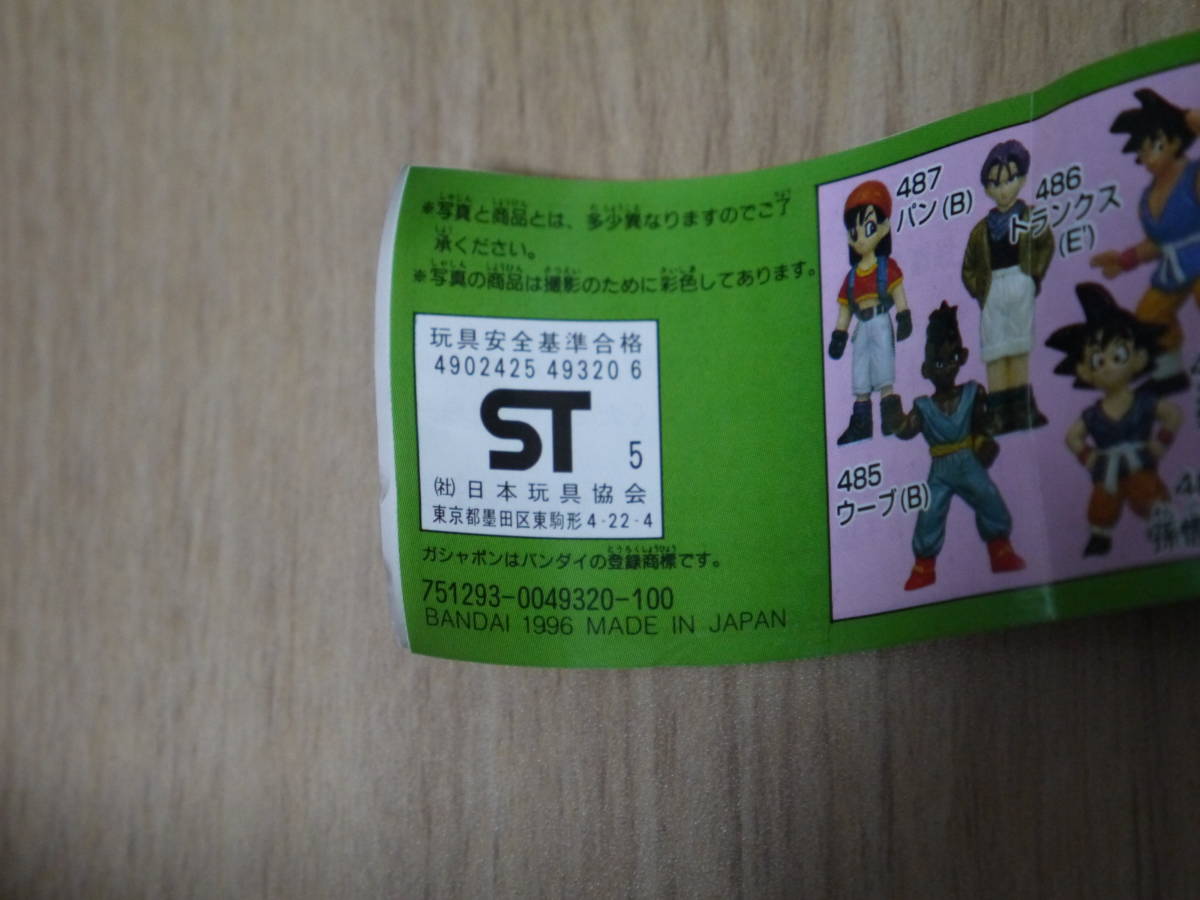 ※写真と商品とは、多少異なりますのでご了
承ください。
※写真の商品は撮影のために彩色してあります。
玩具安全基準合格
4902425 49320 6
ST 5
(社)日本玩具協会
東京都墨田区東駒形4-22-4
ガシャポンはバンダイの登録商標です。
751293-0049320-100
BANDAI 1996 MADE IN JAPAN
487
パン(B)
486
トランクス
(E')
485
ウーブ(B)